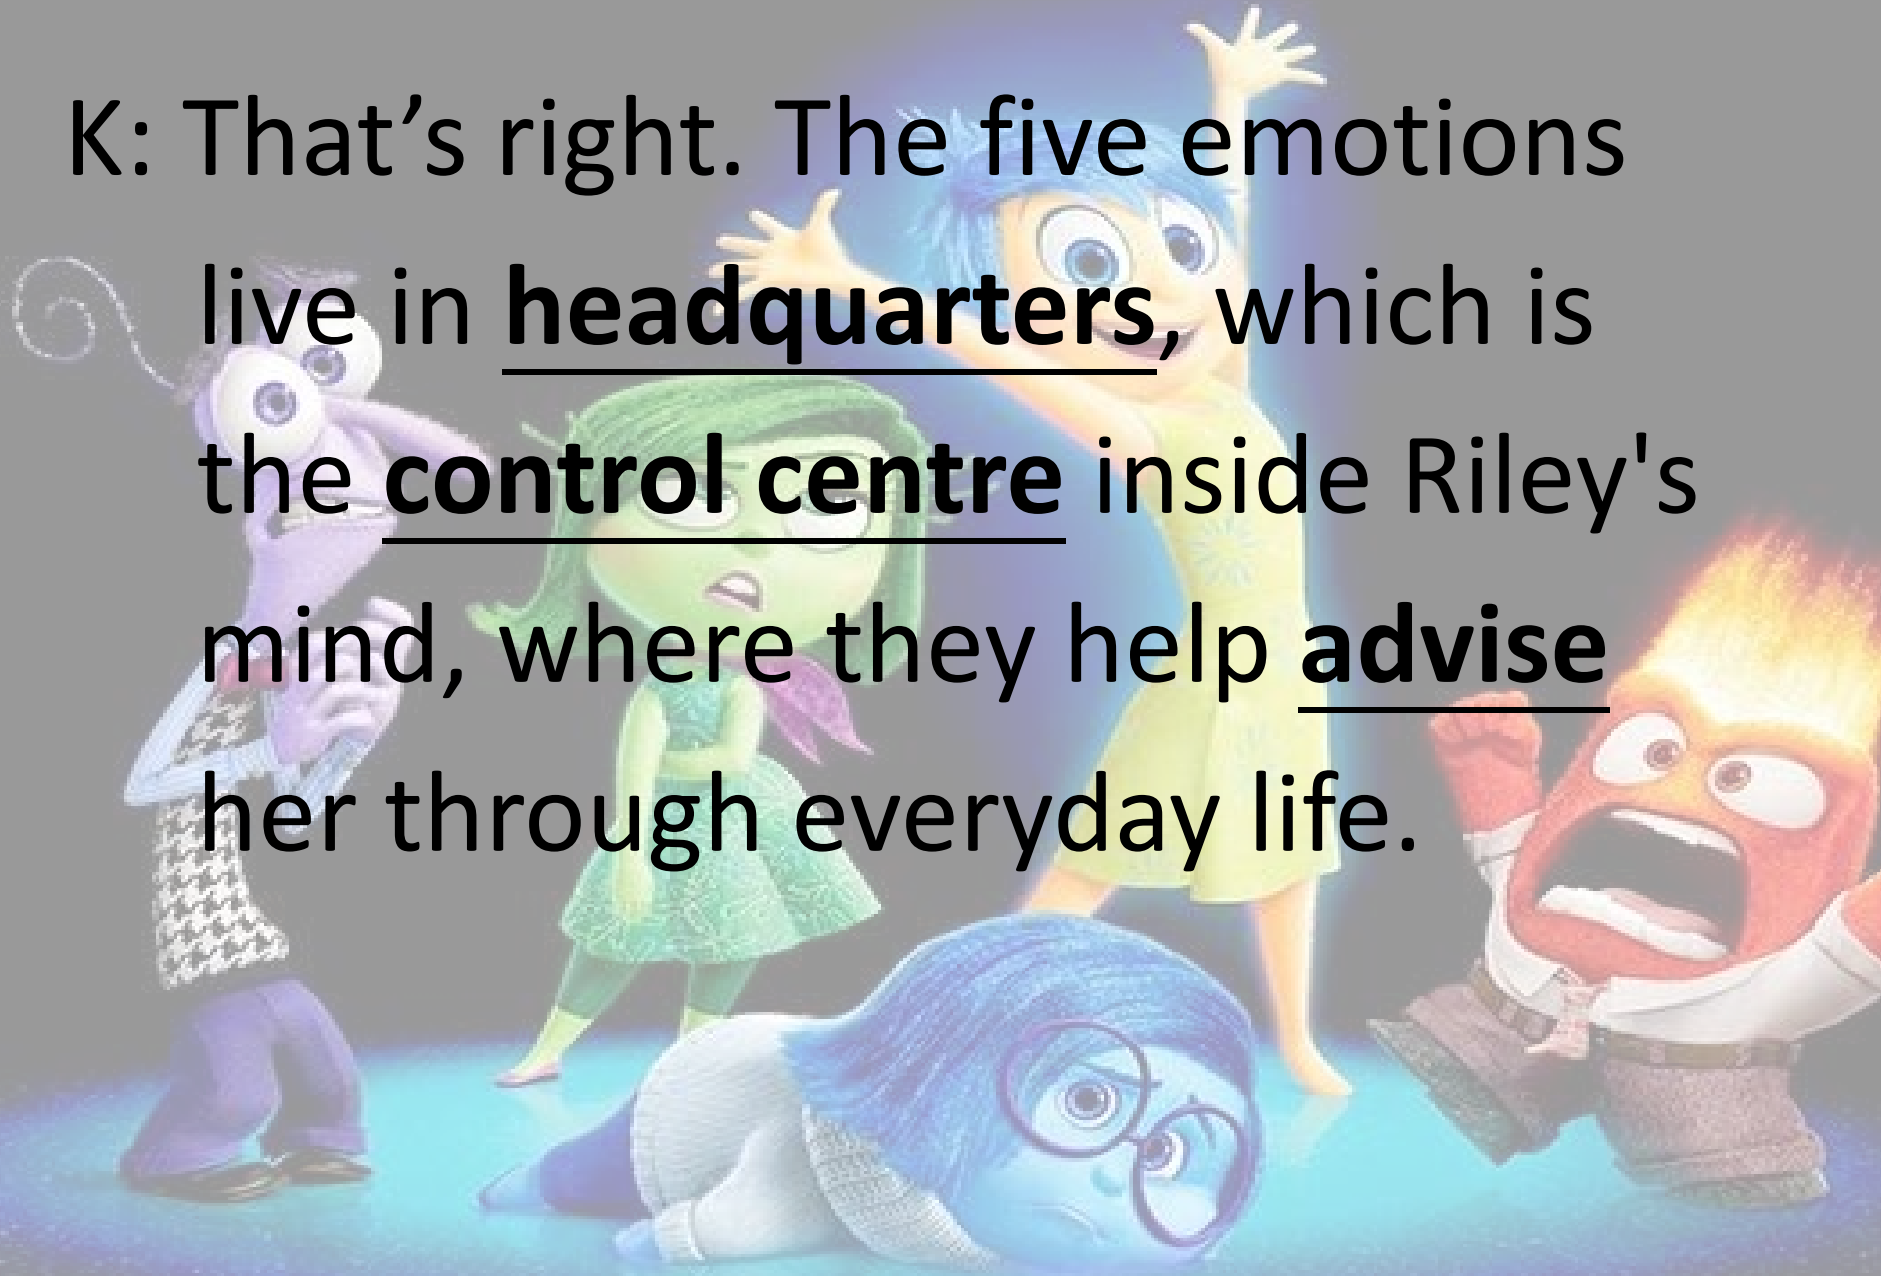 K: That’s right. The five emotions
live in headquarters, which is
the control centre inside Riley's
mind, where they help advise
her through everyday life.